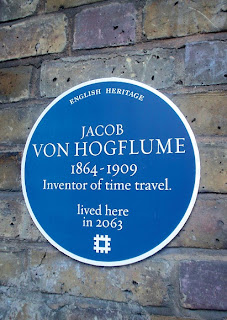 ENGLISH HERITAGE
JACOB
VON HOGFLUME
1864-1909
Inventor of time travel.
lived here
in 2063